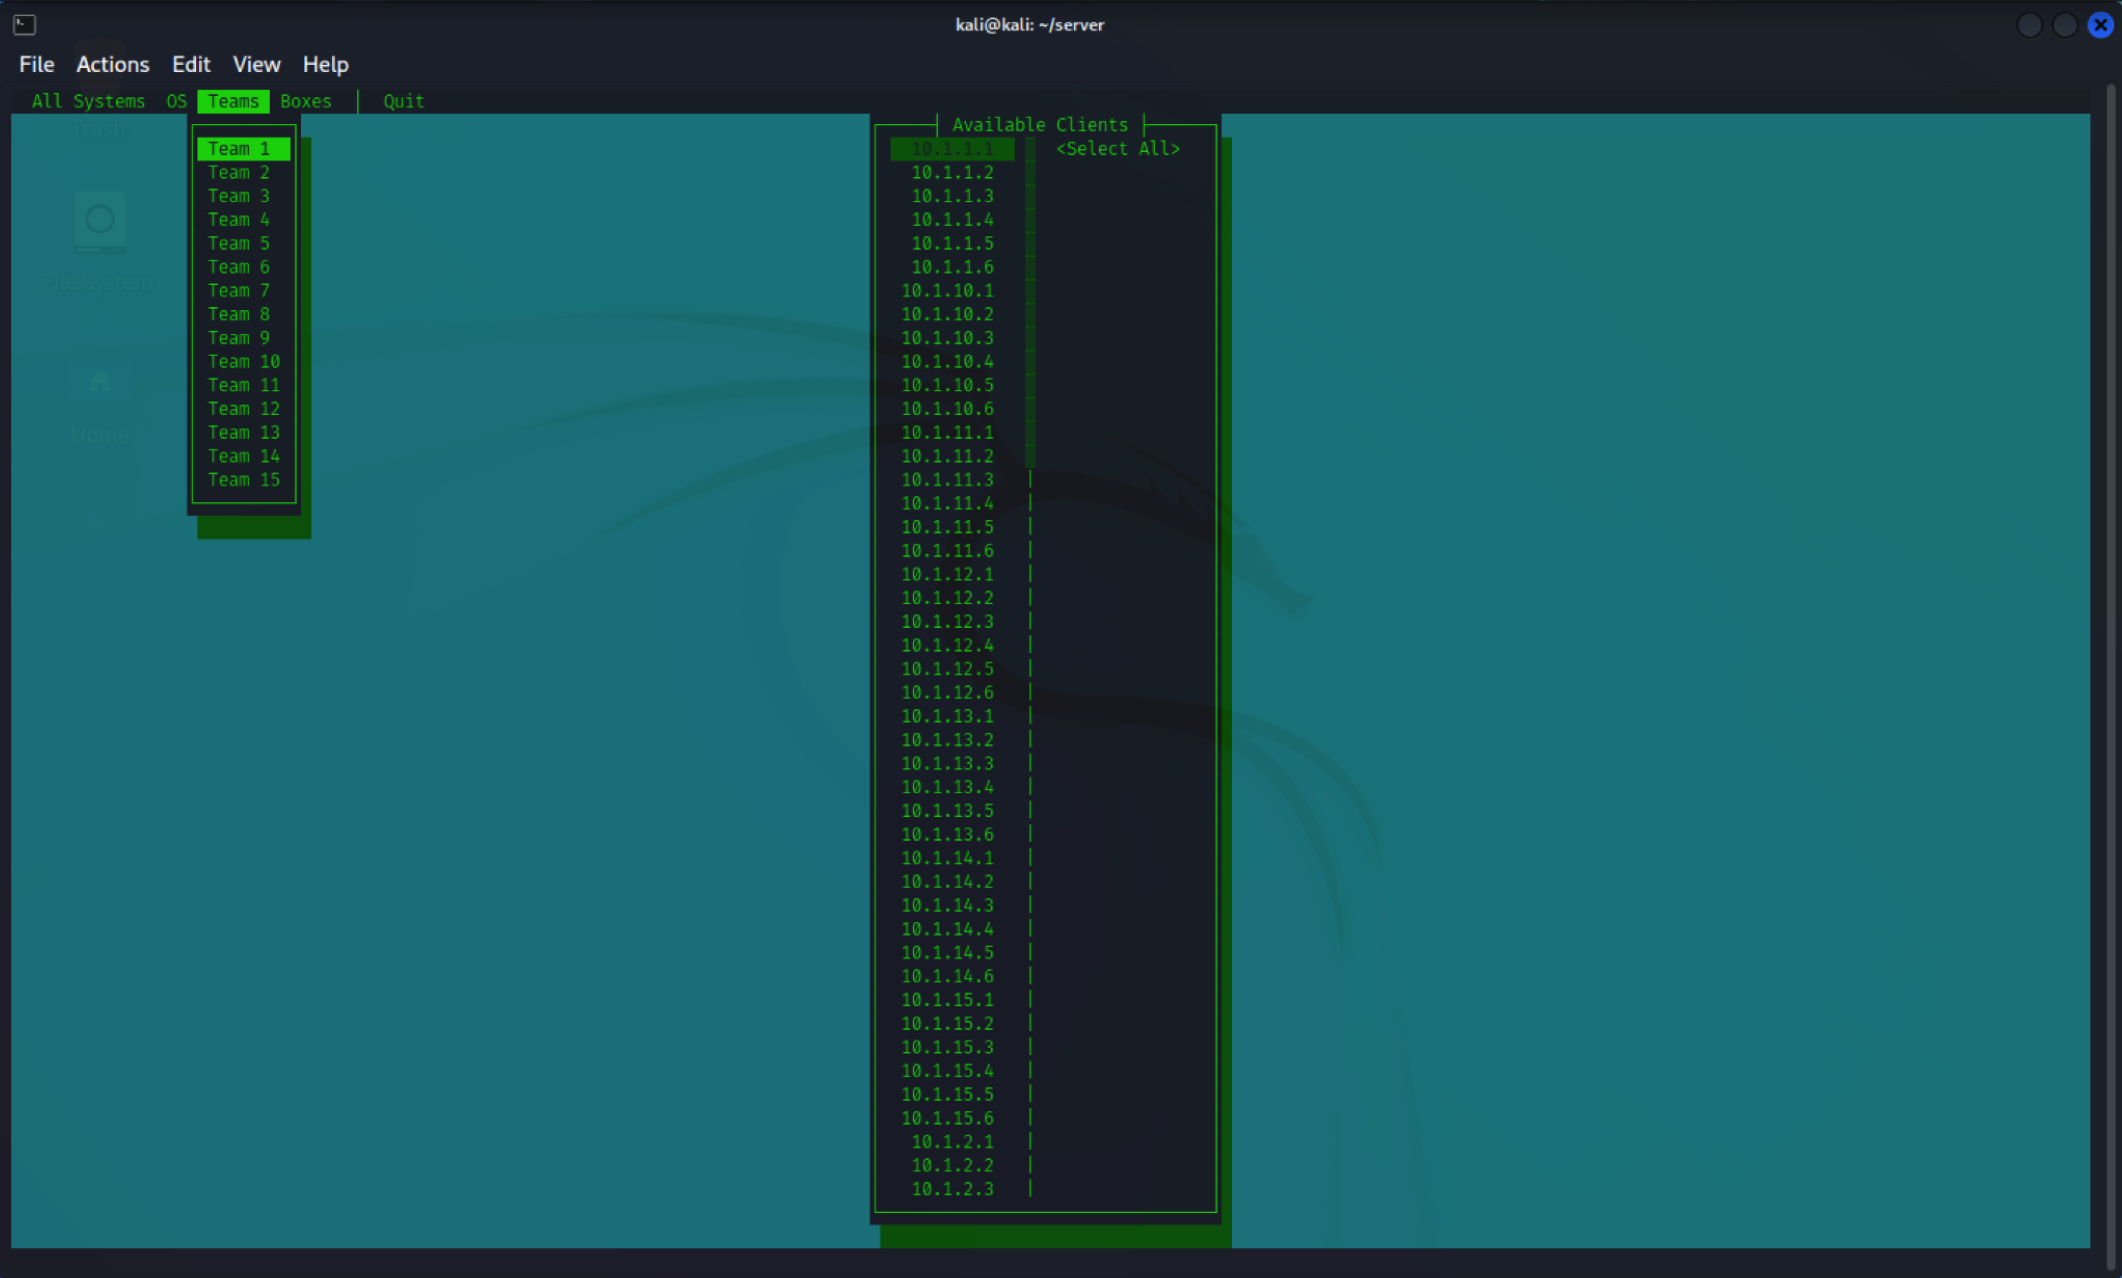 kali@kali: ~/server
File Actions Edit View Help
All Systems OS Teams Boxes | Quit
Trash
File System
Home
Team 1
Team 2
Team 3
Team 4
Team 5
Team 6
Team 7
Team 8
Team 9
Team 10
Team 11
Team 12
Team 13
Team 14
Team 15
Available Clients
10.1.1.1 <Select All>
10.1.1.2
10.1.1.3
10.1.1.4
10.1.1.5
10.1.1.6
10.1.10.1
10.1.10.2
10.1.10.3
10.1.10.4
10.1.10.5
10.1.10.6
10.1.11.1
10.1.11.2
10.1.11.3
10.1.11.4
10.1.11.5
10.1.11.6
10.1.12.1
10.1.12.2
10.1.12.3
10.1.12.4
10.1.12.5
10.1.12.6
10.1.13.1
10.1.13.2
10.1.13.3
10.1.13.4
10.1.13.5
10.1.13.6
10.1.14.1
10.1.14.2
10.1.14.3
10.1.14.4
10.1.14.5
10.1.14.6
10.1.15.1
10.1.15.2
10.1.15.3
10.1.15.4
10.1.15.5
10.1.15.6
10.1.2.1
10.1.2.2
10.1.2.3